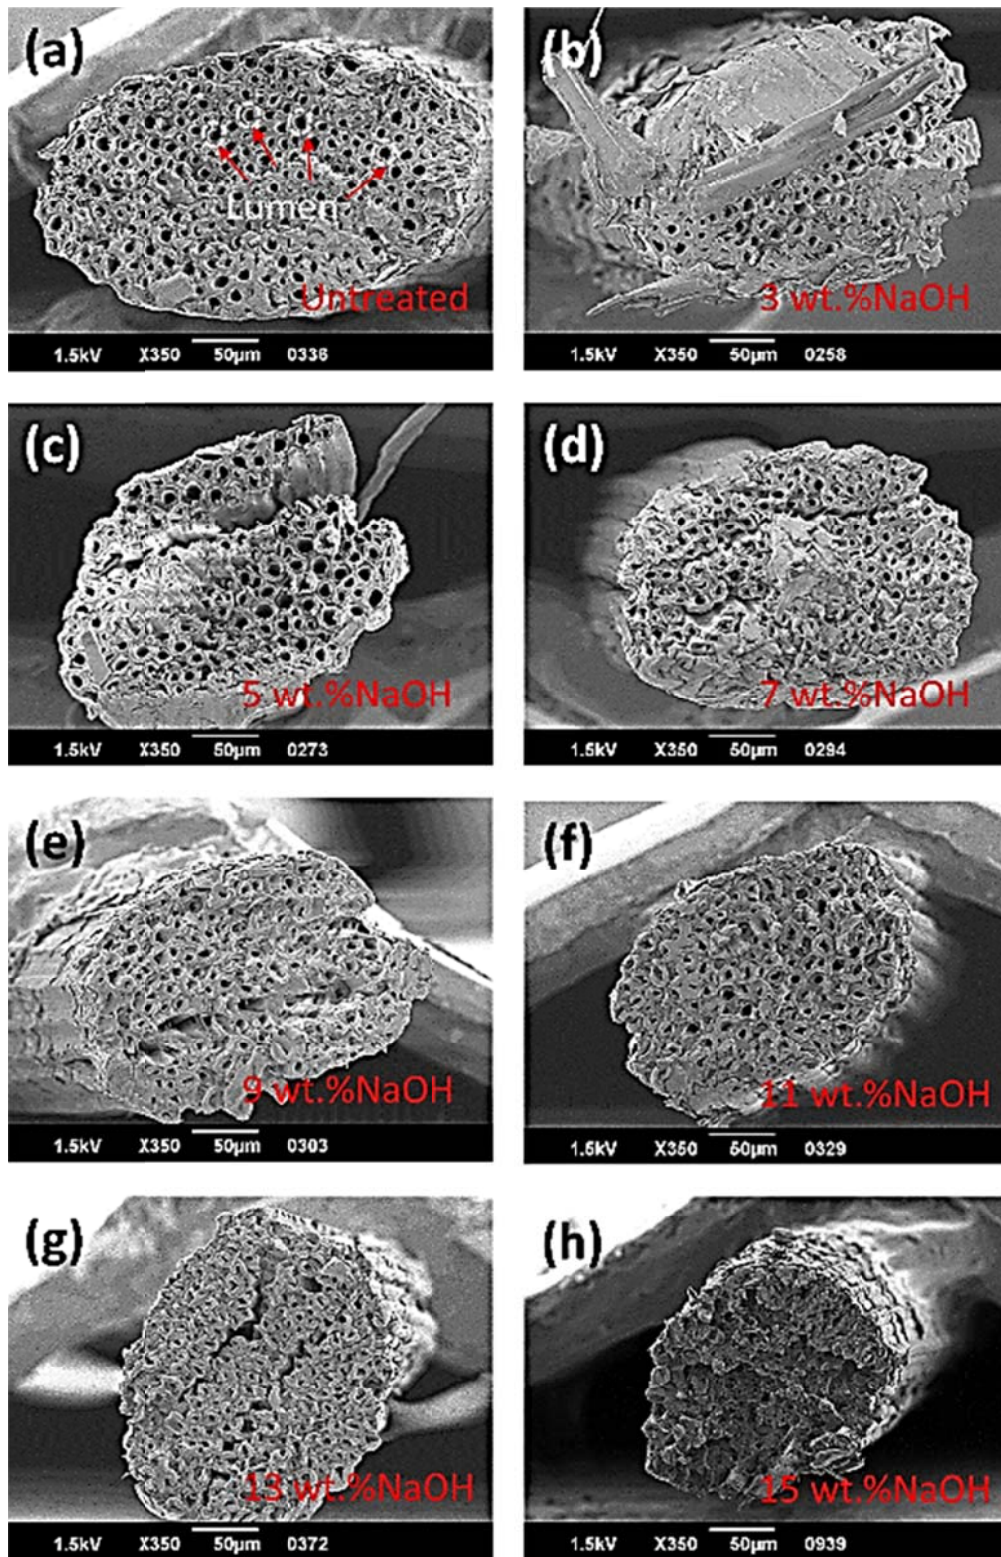 (a)
Lumen
Untreated
1.5kV X350 50µm 0336
(b)
3 wt.%NaOH
1.5kV X350 50µm 0258
(c)
5 wt.%NaOH
1.5kV X350 50µm 0273
(d)
7 wt.%NaOH
1.5kV X350 50µm 0294
(e)
9 wt.%NaOH
1.5kV X350 50µm 0303
(f)
11 wt.%NaOH
1.5kV X350 50µm 0329
(g)
13 wt.%NaOH
1.5kV X350 50µm 0372
(h)
15 wt.%NaOH
1.5kV X350 50µm 0939